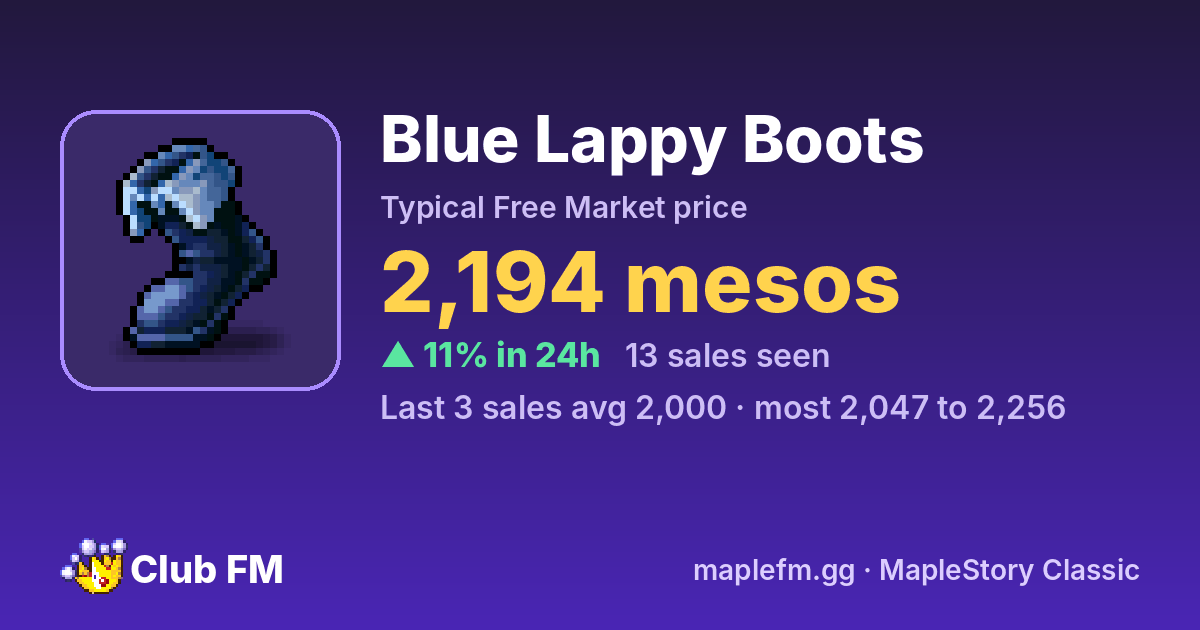 Blue Lappy Boots
Typical Free Market price
2,194 mesos
▲ 11% in 24h 13 sales seen
Last 3 sales avg 2,000 · most 2,047 to 2,256
Club FM
maplefm.gg · MapleStory Classic